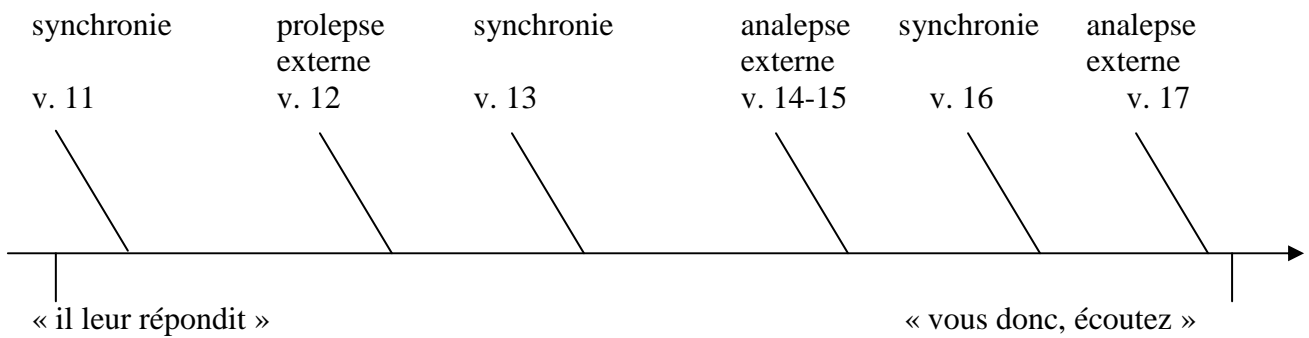 synchronie prolepse synchronie analepse synchronie analepse
externe externe externe
v. 11 v. 12 v. 13 v. 14-15 v. 16 v. 17
« il leur répondit » « vous donc, écoutez »